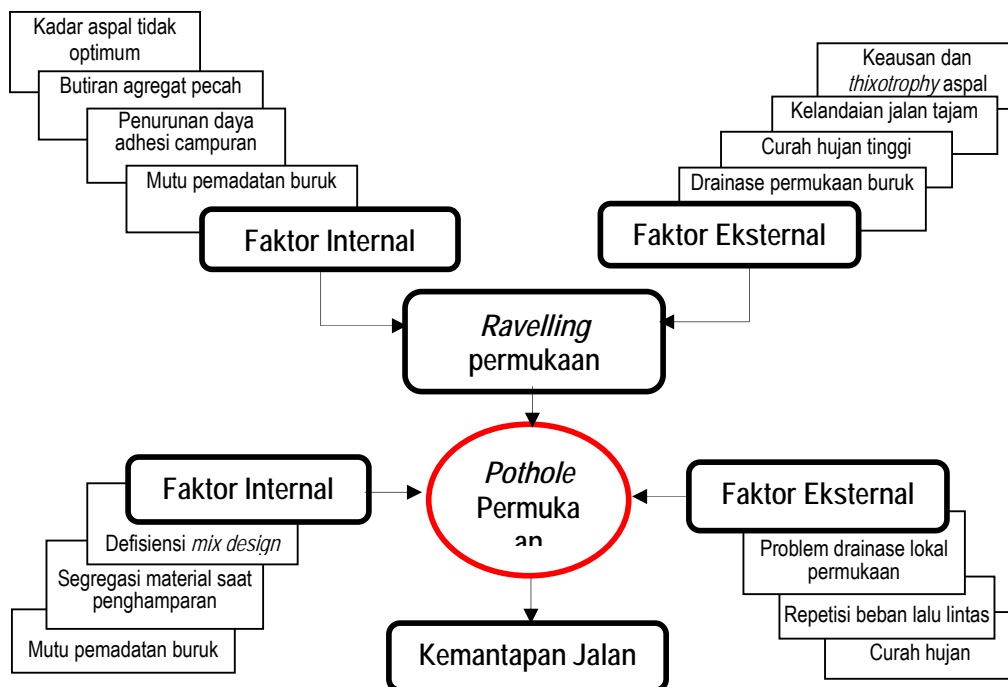 Kadar aspal tidak
optimum
Butiran agregat pecah
Penurunan daya
adhesi campuran
Mutu pemadatan buruk
Faktor Internal
Keausan dan
thixotrophy aspal
Kelandaian jalan tajam
Curah hujan tinggi
Drainase permukaan buruk
Faktor Eksternal
Ravelling
permukaan
Pothole
Permuka
an
Faktor Internal
Defisiensi mix design
Segregasi material saat
penghamparan
Mutu pemadatan buruk
Faktor Eksternal
Problem drainase lokal
permukaan
Repetisi beban lalu lintas
Curah hujan
Kemantapan Jalan